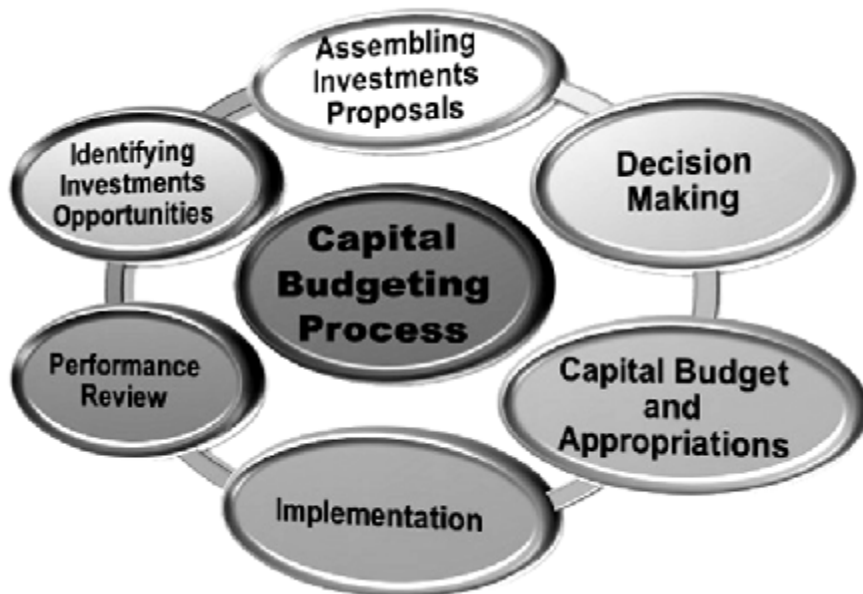 Assembling
Investments
Proposals
Identifying
Investments
Opportunities
Decision
Making
Capital
Budgeting
Process
Performance
Review
Capital Budget
and
Appropriations
Implementation